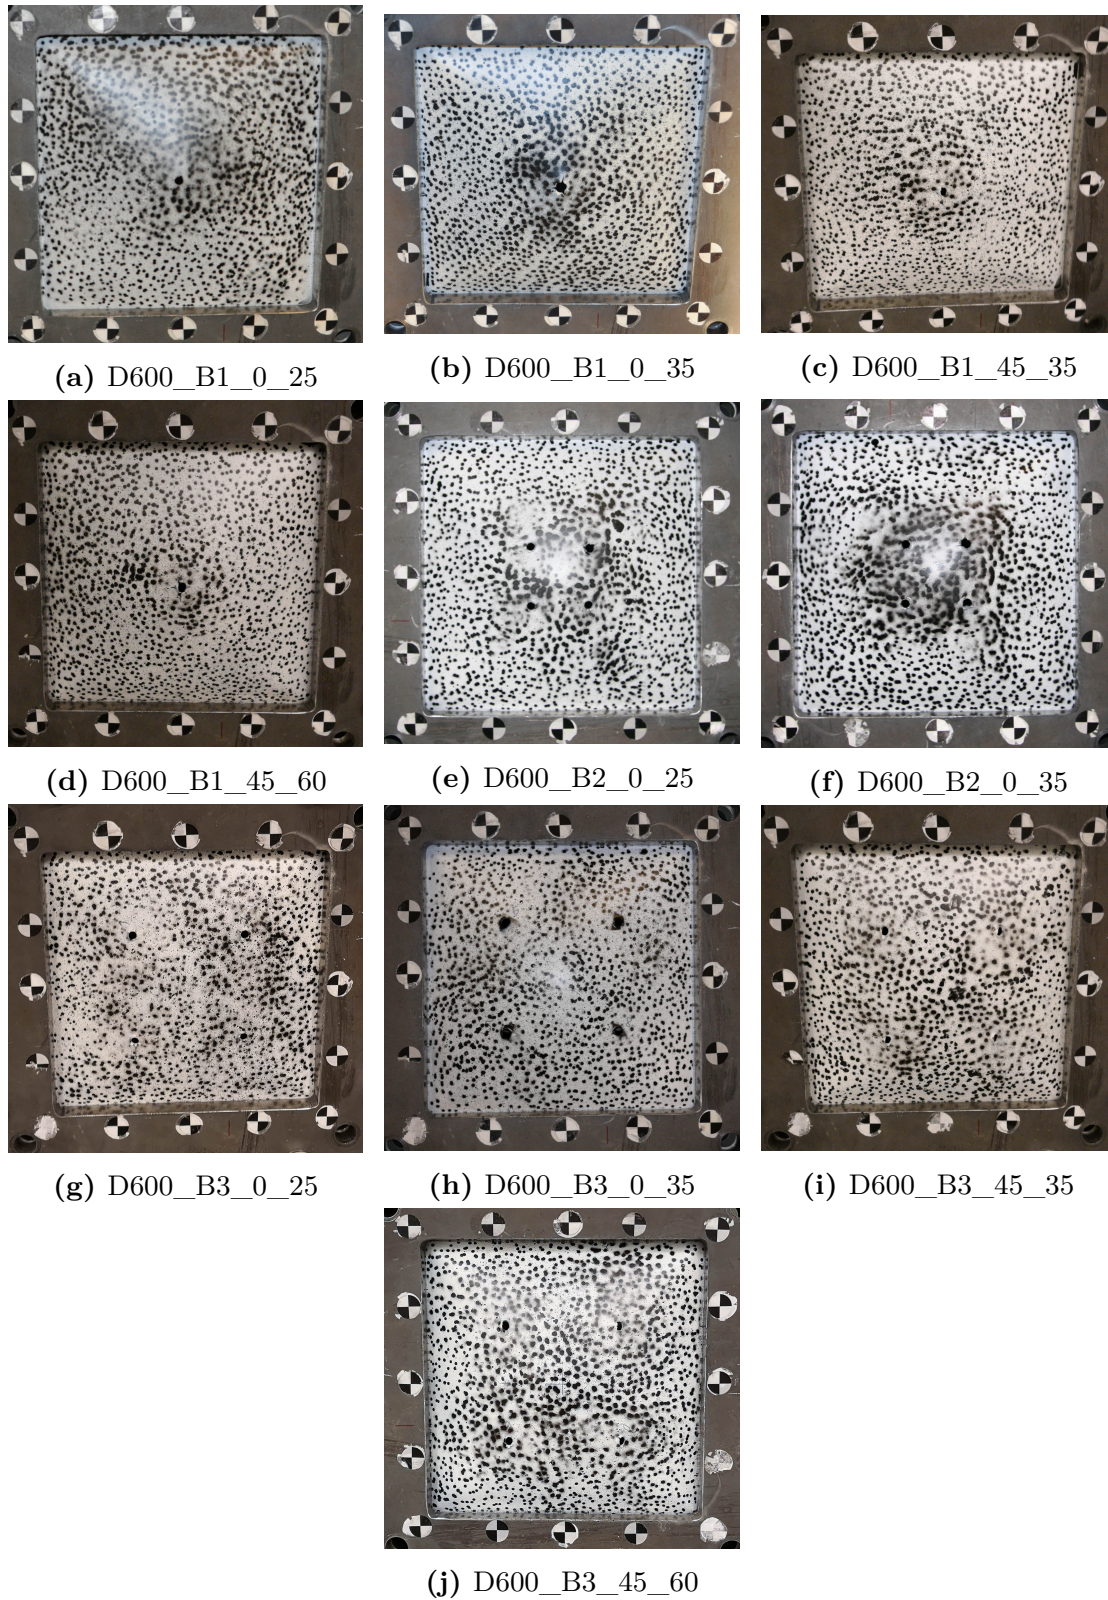 (a) D600_B1_0_25
(b) D600_B1_0_35
(c) D600_B1_45_35
(d) D600_B1_45_60
(e) D600_B2_0_25
(f) D600_B2_0_35
(g) D600_B3_0_25
(h) D600_B3_0_35
(i) D600_B3_45_35
(j) D600_B3_45_60